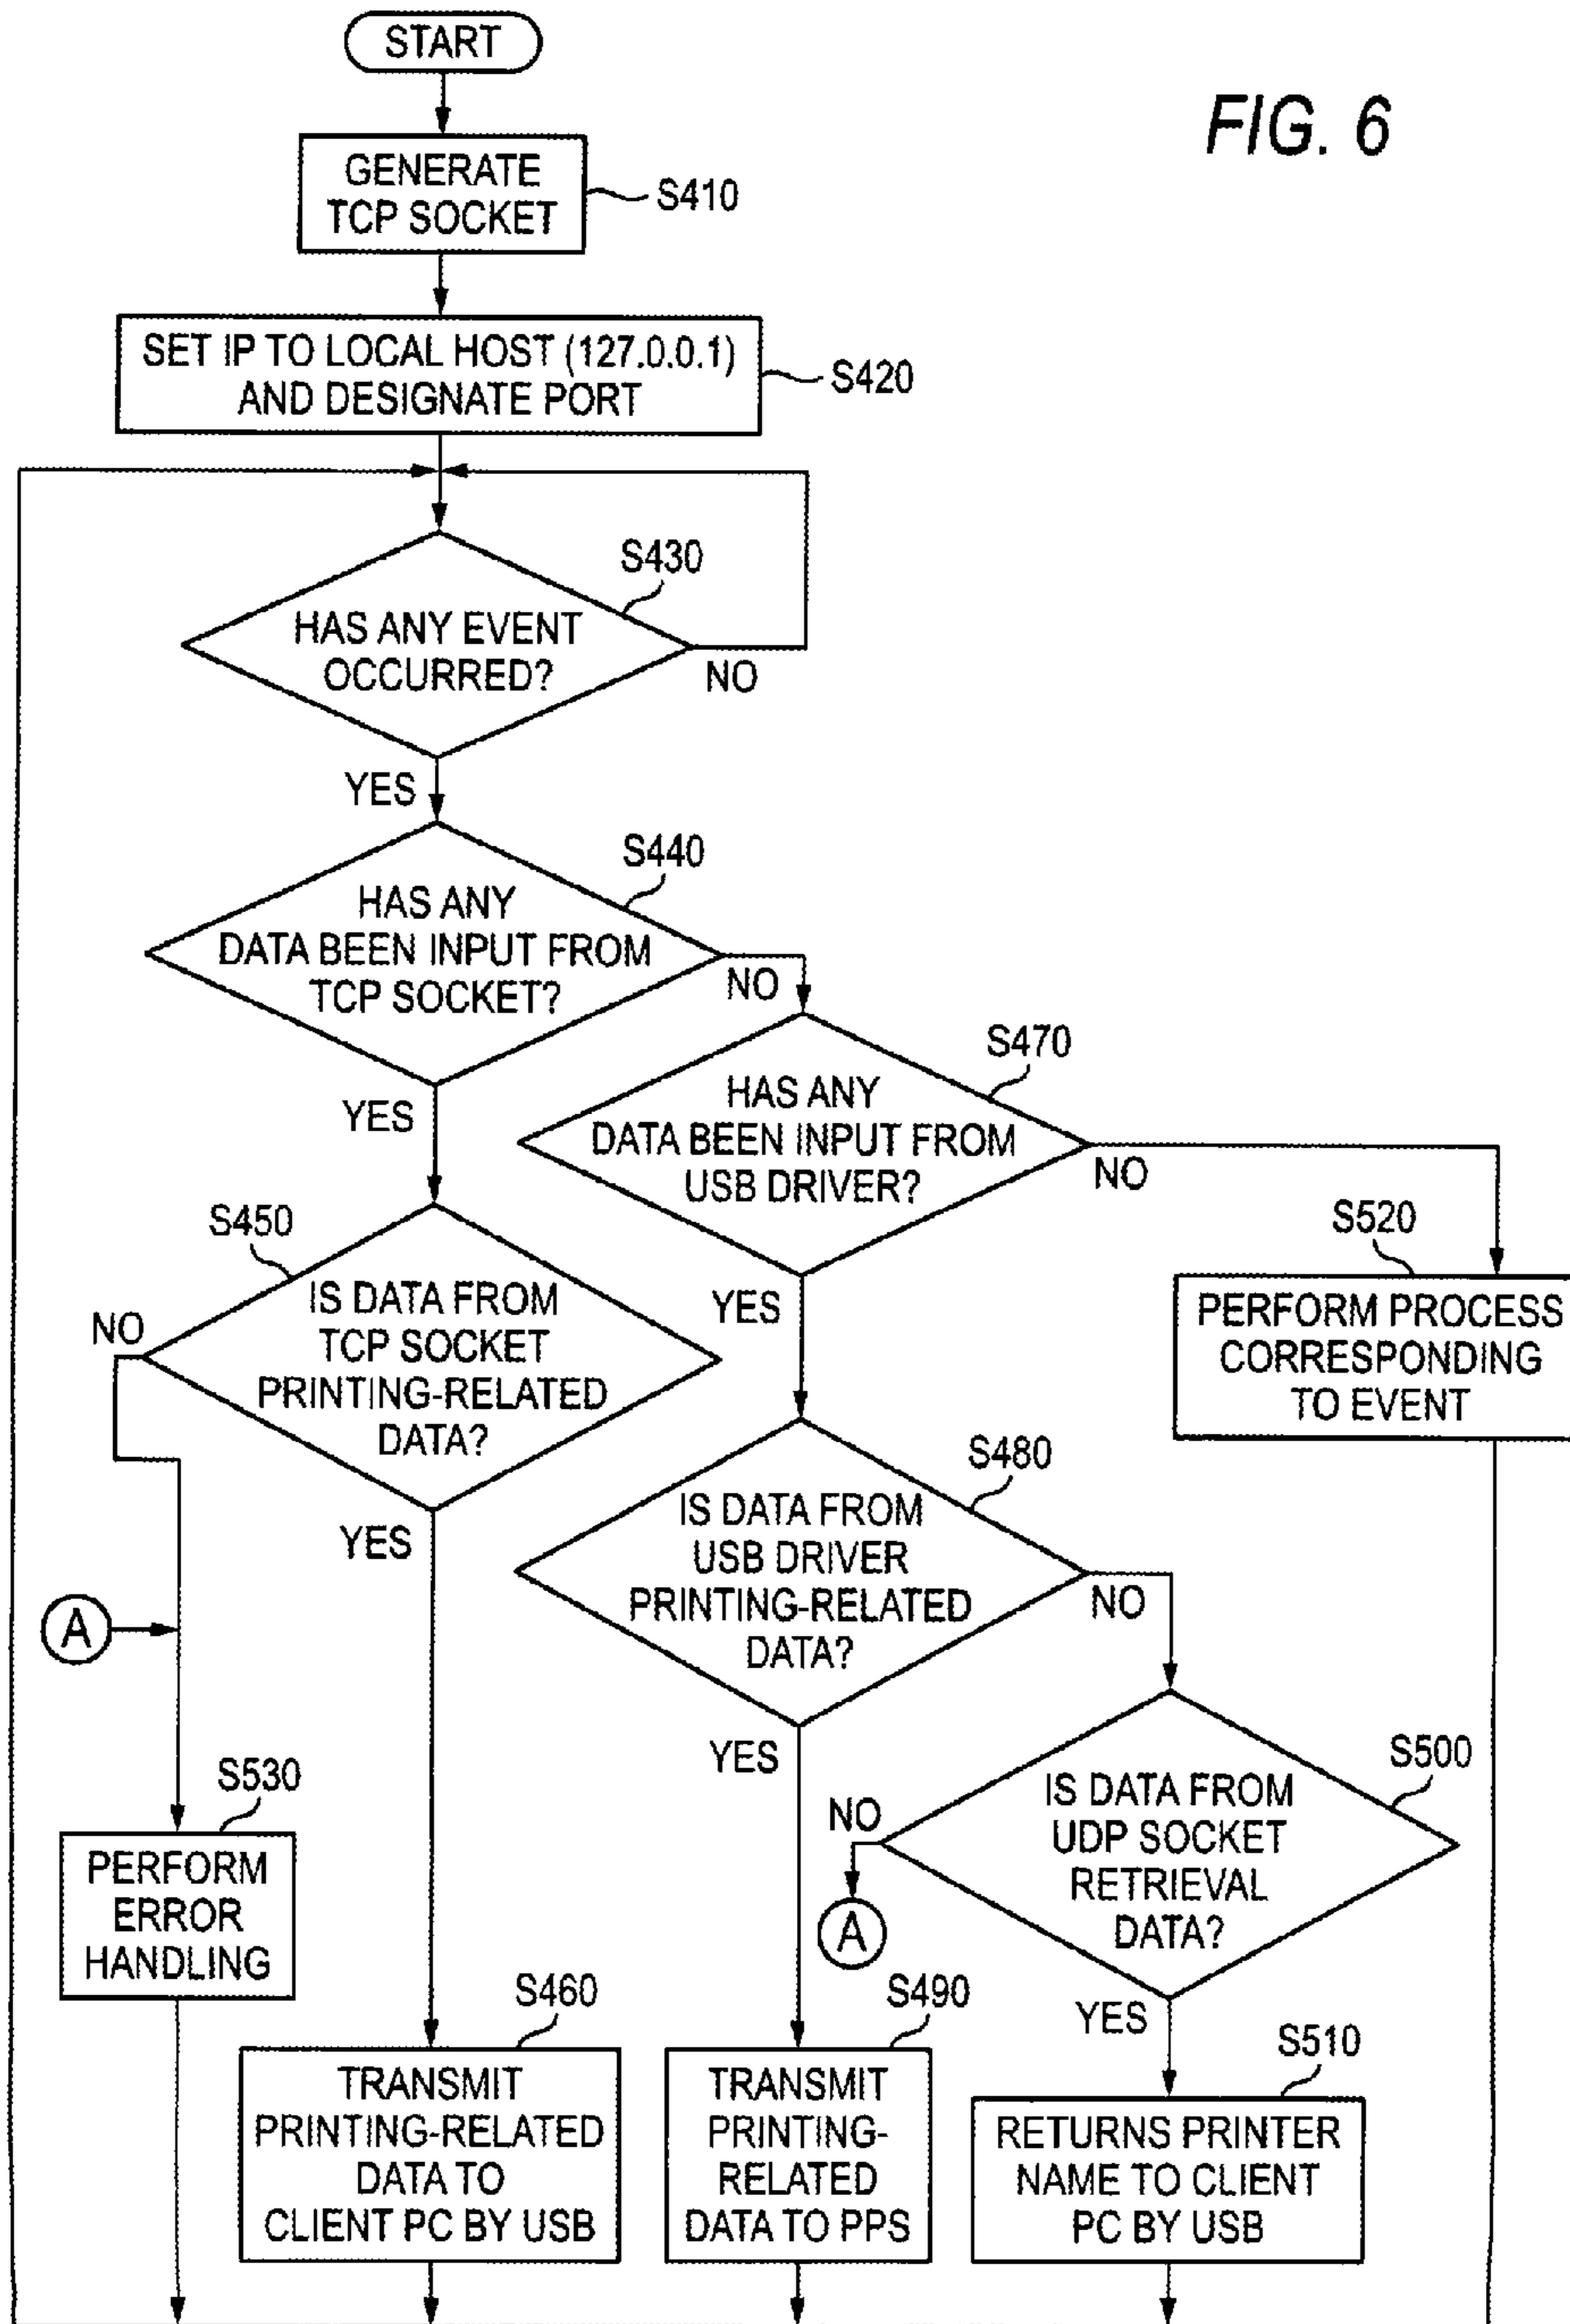 START
FIG. 6
GENERATE
TCP SOCKET
S410
SET IP TO LOCAL HOST (127.0.0.1)
AND DESIGNATE PORT
S420
S430
HAS ANY EVENT
OCCURRED?
NO
YES
S440
HAS ANY
DATA BEEN INPUT FROM
TCP SOCKET?
NO
YES
S470
HAS ANY
DATA BEEN INPUT FROM
USB DRIVER?
NO
YES
S450
IS DATA FROM
TCP SOCKET
PRINTING-RELATED
DATA?
NO
YES
S520
PERFORM PROCESS
CORRESPONDING
TO EVENT
S480
IS DATA FROM
USB DRIVER
PRINTING-RELATED
DATA?
NO
YES
A
S500
IS DATA FROM
UDP SOCKET
RETRIEVAL
DATA?
NO
A
YES
S530
PERFORM
ERROR
HANDLING
S460
TRANSMIT
PRINTING-RELATED
DATA TO
CLIENT PC BY USB
S490
TRANSMIT
PRINTING-
RELATED
DATA TO PPS
S510
RETURNS PRINTER
NAME TO CLIENT
PC BY USB